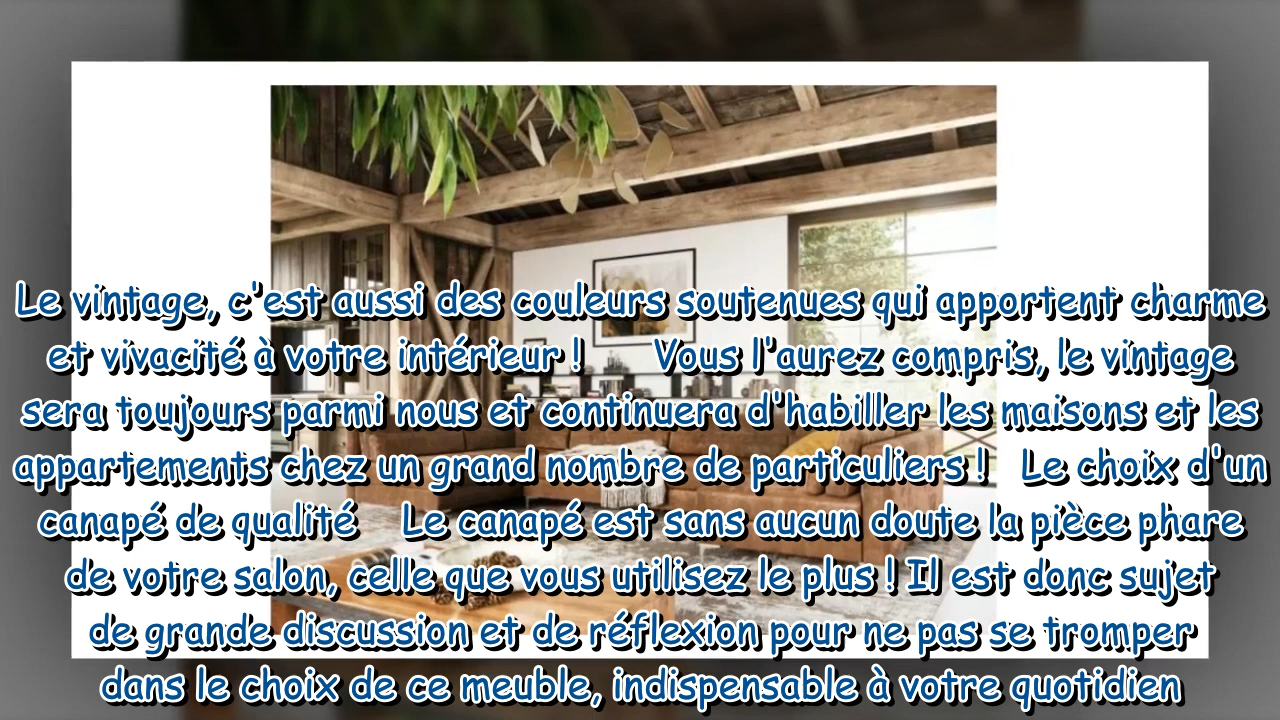 Le vintage, c'est aussi des couleurs soutenues qui apportent charme
et vivacité à votre intérieur ! Vous l'aurez compris, le vintage
sera toujours parmi nous et continuera d'habiller les maisons et les
appartements chez un grand nombre de particuliers ! Le choix d'un
canapé de qualité Le canapé est sans aucun doute la pièce phare
de votre salon, celle que vous utilisez le plus ! Il est donc sujet
de grande discussion et de réflexion pour ne pas se tromper
dans le choix de ce meuble, indispensable à votre quotidien